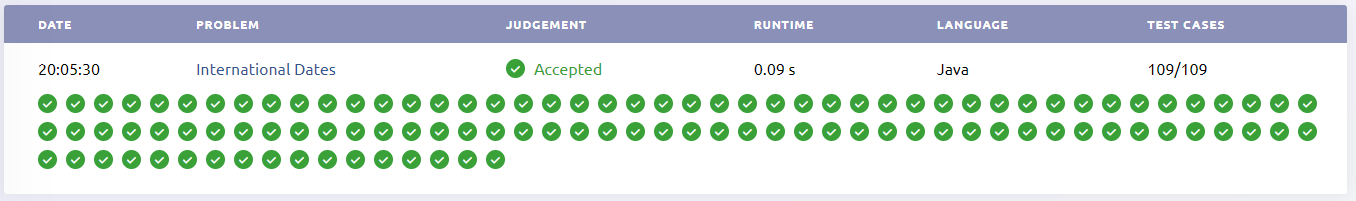 DATE PROBLEM JUDGEMENT RUNTIME LANGUAGE TEST CASES
20:05:30 International Dates Accepted 0.09 s Java 109/109